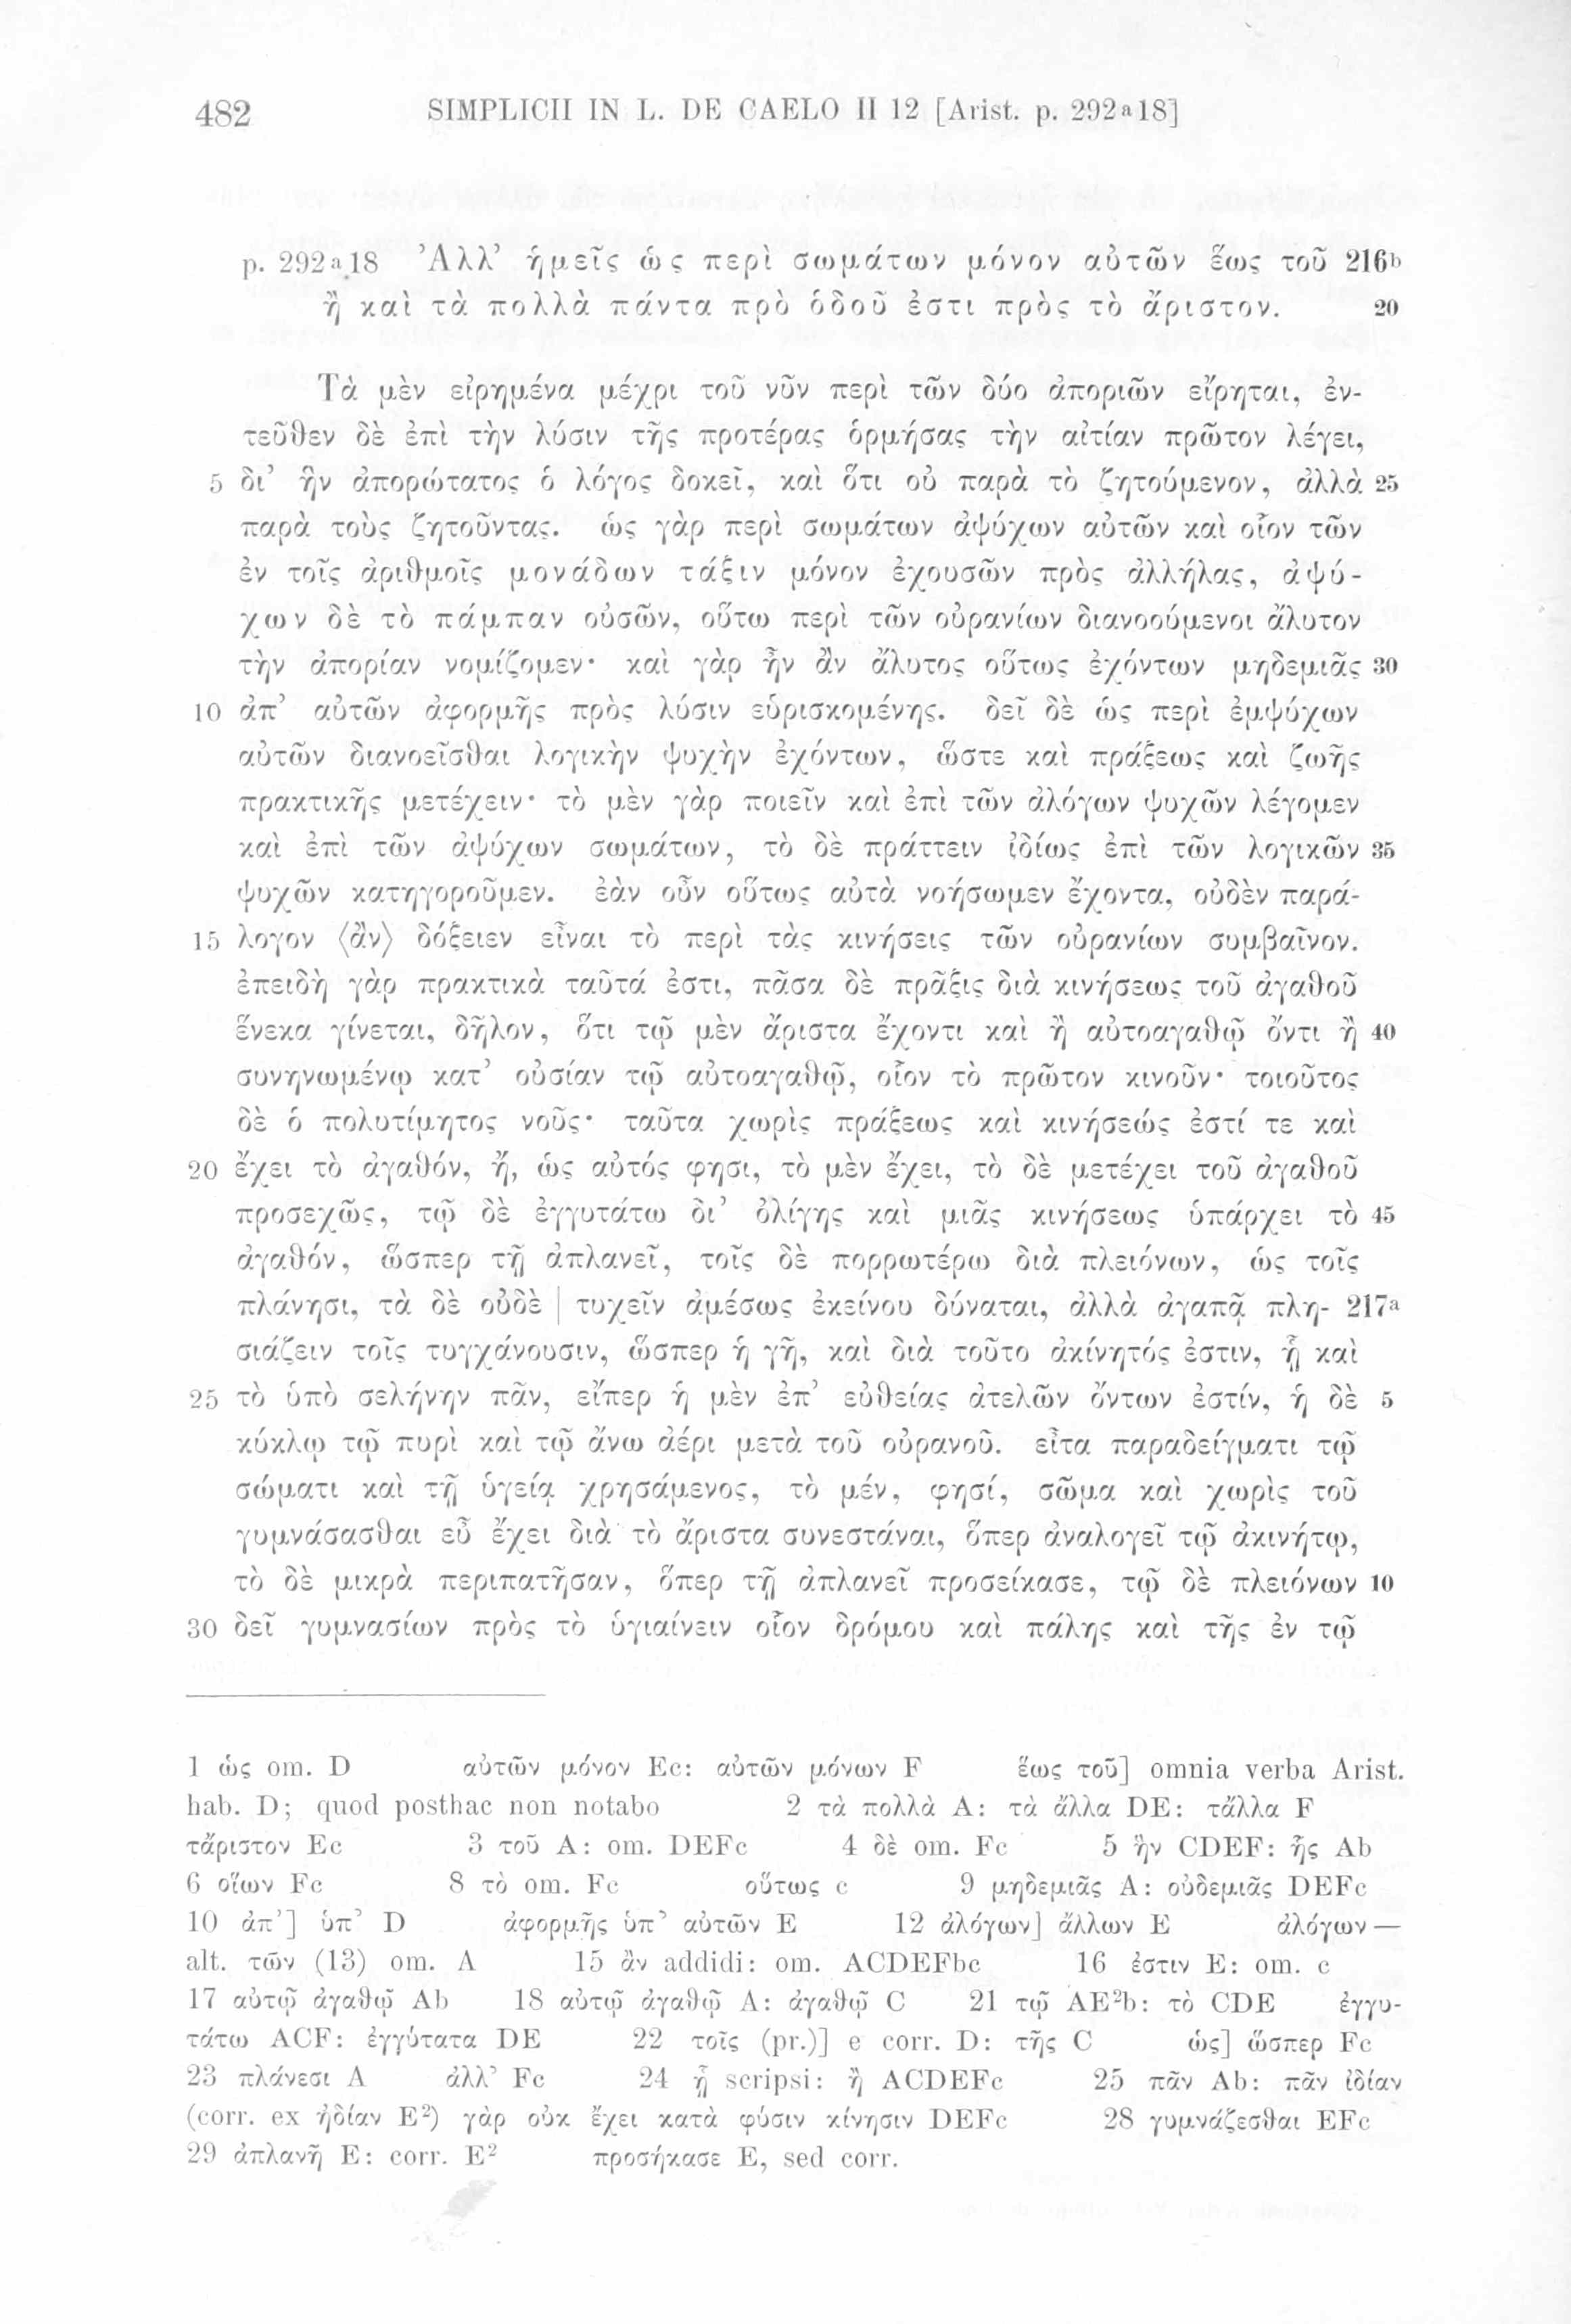 482 SIMPLICII IN L. DE CAELO II 12 [Arist. p. 292ᵃ18]
p. 292ᵃ18 Ἀλλ’ ἡμεῖς ὡς περὶ σωμάτων μόνον αὐτῶν ἕως τοῦ 216ᵇ
ἢ καὶ τὰ πολλὰ πάντα πρὸ ὁδοῦ ἐστι πρὸς τὸ ἄριστον. 20
Τὰ μὲν εἰρημένα μέχρι τοῦ νῦν περὶ τῶν δύο ἀποριῶν εἴρηται, ἐν-
τεῦθεν δὲ ἐπὶ τὴν λύσιν τῆς προτέρας ὁρμήσας τὴν αἰτίαν πρῶτον λέγει,
5 δι’ ἣν ἀπορώτατος ὁ λόγος δοκεῖ, καὶ ὅτι οὐ παρὰ τὸ ζητούμενον, ἀλλὰ 25
παρὰ τοὺς ζητοῦντας. ὡς γὰρ περὶ σωμάτων ἀψύχων αὐτῶν καὶ οἷον τῶν
ἐν τοῖς ἀριθμοῖς μονάδων τάξιν μόνον ἐχουσῶν πρὸς ἀλλήλας, ἀψύ-
χων δὲ τὸ πάμπαν οὐσῶν, οὕτω περὶ τῶν οὐρανίων διανοούμενοι ἄλυτον
τὴν ἀπορίαν νομίζομεν· καὶ γὰρ ἦν ἂν ἄλυτος οὕτως ἐχόντων μηδεμιᾶς 30
10 ἀπ’ αὐτῶν ἀφορμῆς πρὸς λύσιν εὑρισκομένης. δεῖ δὲ ὡς περὶ ἐμψύχων
αὐτῶν διανοεῖσθαι λογικὴν ψυχὴν ἐχόντων, ὥστε καὶ πράξεως καὶ ζωῆς
πρακτικῆς μετέχειν· τὸ μὲν γὰρ ποιεῖν καὶ ἐπὶ τῶν ἀλόγων ψυχῶν λέγομεν
καὶ ἐπὶ τῶν ἀψύχων σωμάτων, τὸ δὲ πράττειν ἰδίως ἐπὶ τῶν λογικῶν 35
ψυχῶν κατηγοροῦμεν. ἐὰν οὖν οὕτως αὐτὰ νοήσωμεν ἔχοντα, οὐδὲν παρά-
15 λογον ⟨ἂν⟩ δόξειεν εἶναι τὸ περὶ τὰς κινήσεις τῶν οὐρανίων συμβαῖνον.
ἐπειδὴ γὰρ πρακτικὰ ταῦτά ἐστι, πᾶσα δὲ πρᾶξις διὰ κινήσεως τοῦ ἀγαθοῦ
ἕνεκα γίνεται, δῆλον, ὅτι τῷ μὲν ἄριστα ἔχοντι καὶ ἢ αὐτοαγαθῷ ὄντι ἢ 40
συνηνωμένῳ κατ’ οὐσίαν τῷ αὐτοαγαθῷ, οἷον τὸ πρῶτον κινοῦν· τοιοῦτος
δὲ ὁ πολυτίμητος νοῦς· ταῦτα χωρὶς πράξεως καὶ κινήσεώς ἐστί τε καὶ
20 ἔχει τὸ ἀγαθόν, ἤ, ὡς αὐτός φησι, τὸ μὲν ἔχει, τὸ δὲ μετέχει τοῦ ἀγαθοῦ
προσεχῶς, τῷ δὲ ἐγγυτάτω δι’ ὀλίγης καὶ μιᾶς κινήσεως ὑπάρχει τὸ 45
ἀγαθόν, ὥσπερ τῇ ἀπλανεῖ, τοῖς δὲ πορρωτέρω διὰ πλειόνων, ὡς τοῖς
πλάνησι, τὰ δὲ οὐδὲ | τυχεῖν ἀμέσως ἐκείνου δύναται, ἀλλὰ ἀγαπᾷ πλη- 217ᵃ
σιάζειν τοῖς τυγχάνουσιν, ὥσπερ ἡ γῆ, καὶ διὰ τοῦτο ἀκίνητός ἐστιν, ᾗ καὶ
25 τὸ ὑπὸ σελήνην πᾶν, εἴπερ ἡ μὲν ἐπ’ εὐθείας ἀτελῶν ὄντων ἐστίν, ἡ δὲ 5
κύκλῳ τῷ πυρὶ καὶ τῷ ἄνω ἀέρι μετὰ τοῦ οὐρανοῦ. εἶτα παραδείγματι τῷ
σώματι καὶ τῇ ὑγείᾳ χρησάμενος, τὸ μέν, φησί, σῶμα καὶ χωρὶς τοῦ
γυμνάσασθαι εὖ ἔχει διὰ τὸ ἄριστα συνεστάναι, ὅπερ ἀναλογεῖ τῷ ἀκινήτῳ,
τὸ δὲ μικρὰ περιπατῆσαν, ὅπερ τῇ ἀπλανεῖ προσείκασε, τῷ δὲ πλειόνων 10
30 δεῖ γυμνασίων πρὸς τὸ ὑγιαίνειν οἷον δρόμου καὶ πάλης καὶ τῆς ἐν τῷ
1 ὡς om. D αὐτῶν μόνον Ec: αὐτῶν μόνων F ἕως τοῦ] omnia verba Arist.
hab. D; quod posthac non notabo 2 τὰ πολλὰ A: τὰ ἄλλα DE: τἄλλα F
τἄριστον Ec 3 τοῦ A: om. DEFc 4 δὲ om. Fc 5 ἣν CDEF: ἧς Ab
6 οἵων Fc 8 τὸ om. Fc οὕτως c 9 μηδεμιᾶς A: οὐδεμιᾶς DEFc
10 ἀπ’] ὑπ’ D ἀφορμῆς ὑπ’ αὐτῶν E 12 ἀλόγων] ἄλλων E ἀλόγων—
alt. τῶν (13) om. A 15 ἂν addidi: om. ACDEFbc 16 ἐστιν E: om. c
17 αὐτῷ ἀγαθῷ Ab 18 αὐτῷ ἀγαθῷ A: ἀγαθῷ C 21 τῷ AE²b: τὸ CDE ἐγγυ-
τάτω ACF: ἐγγύτατα DE 22 τοῖς (pr.)] e corr. D: τῆς C ὡς] ὥσπερ Fc
23 πλάνεσι A ἀλλ’ Fc 24 ᾗ scripsi: ἢ ACDEFc 25 πᾶν Ab: πᾶν ἰδίαν
(corr. ex ἡδίαν E²) γὰρ οὐκ ἔχει κατὰ φύσιν κίνησιν DEFc 28 γυμνάζεσθαι EFc
29 ἀπλανῆ E: corr. E² προσήκασε E, sed corr.